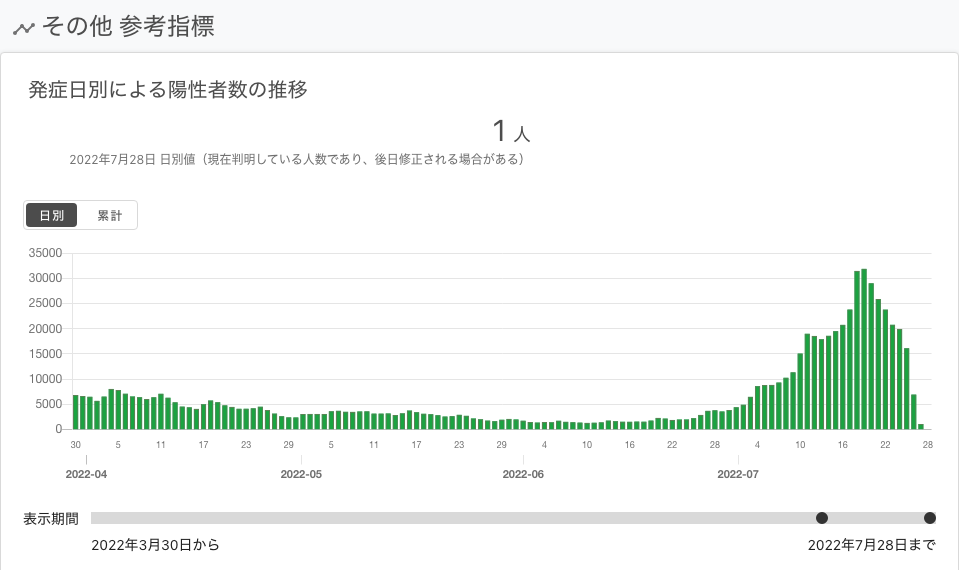 その他 参考指標
発症日別による陽性者数の推移
1 人
2022年7月28日 日別値（現在判明している人数であり、後日修正される場合がある）
日別 累計
35000
30000
25000
20000
15000
10000
5000
0
30 5 11 17 23 29 5 11 17 23 29 4 10 16 22 28 4 10 16 22 28
2022-04 2022-05 2022-06 2022-07
表示期間
2022年3月30日から 2022年7月28日まで